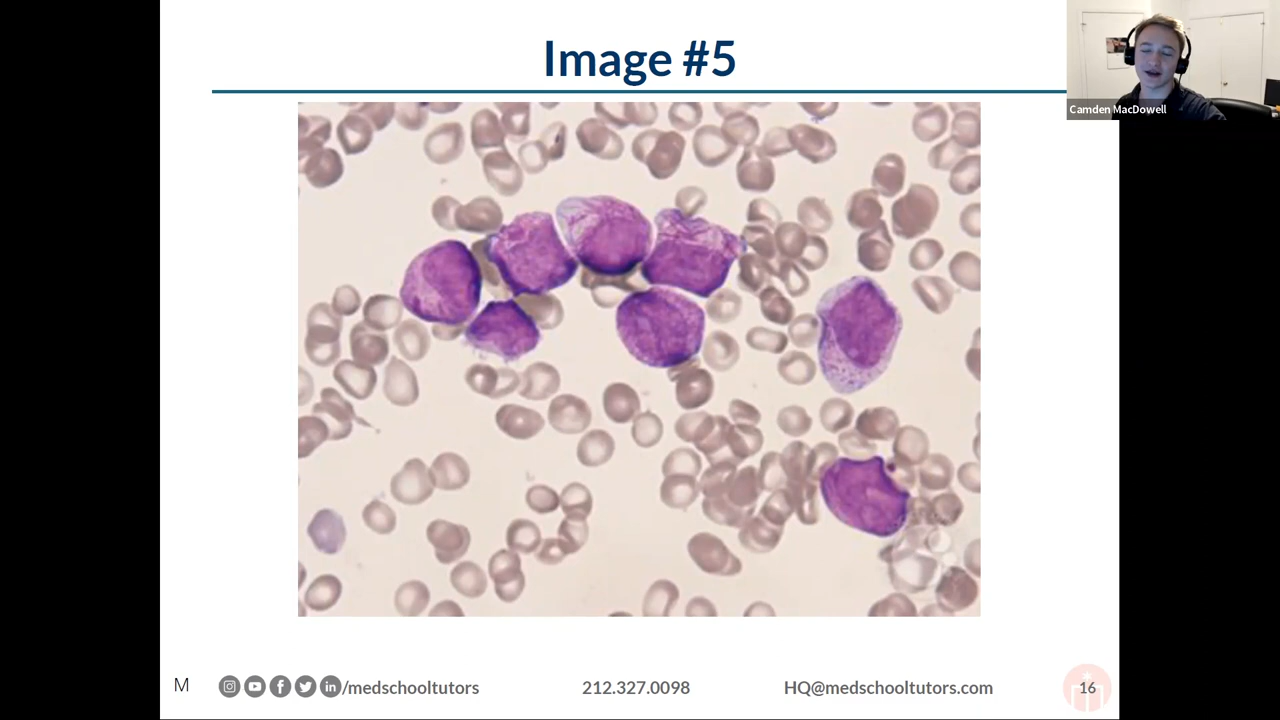 Image #5
Camden MacDowell
M
/medschooltutors
212.327.0098
HQ@medschooltutors.com
16